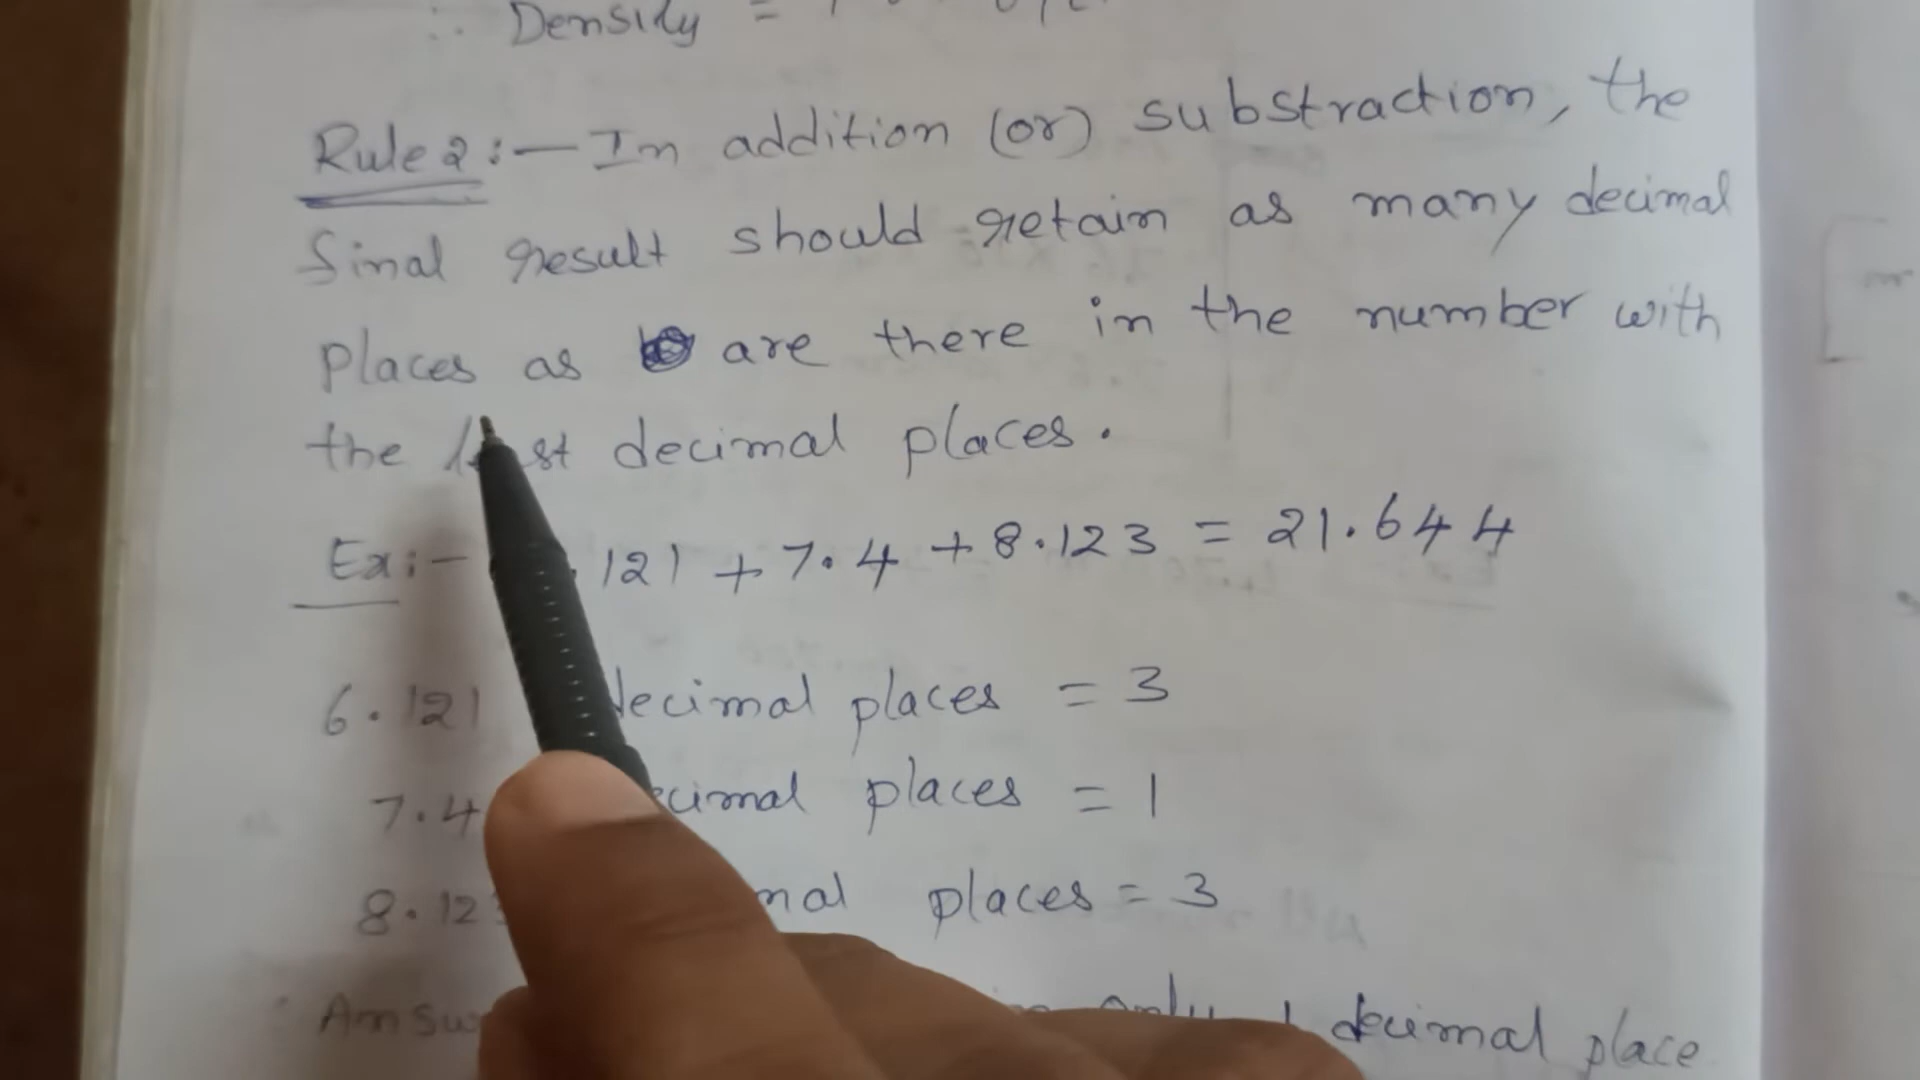 ∴ Density =
Rule 2 :- In addition (or) substraction, the
final result should retain as many decimal
places as are there in the number with
the decimal places.
Ex :- .121 + 7.4 + 8.123 = 21.644
6.121 decimal places = 3
7.4 places = 1
8.12 places = 3
only 1 decimal place